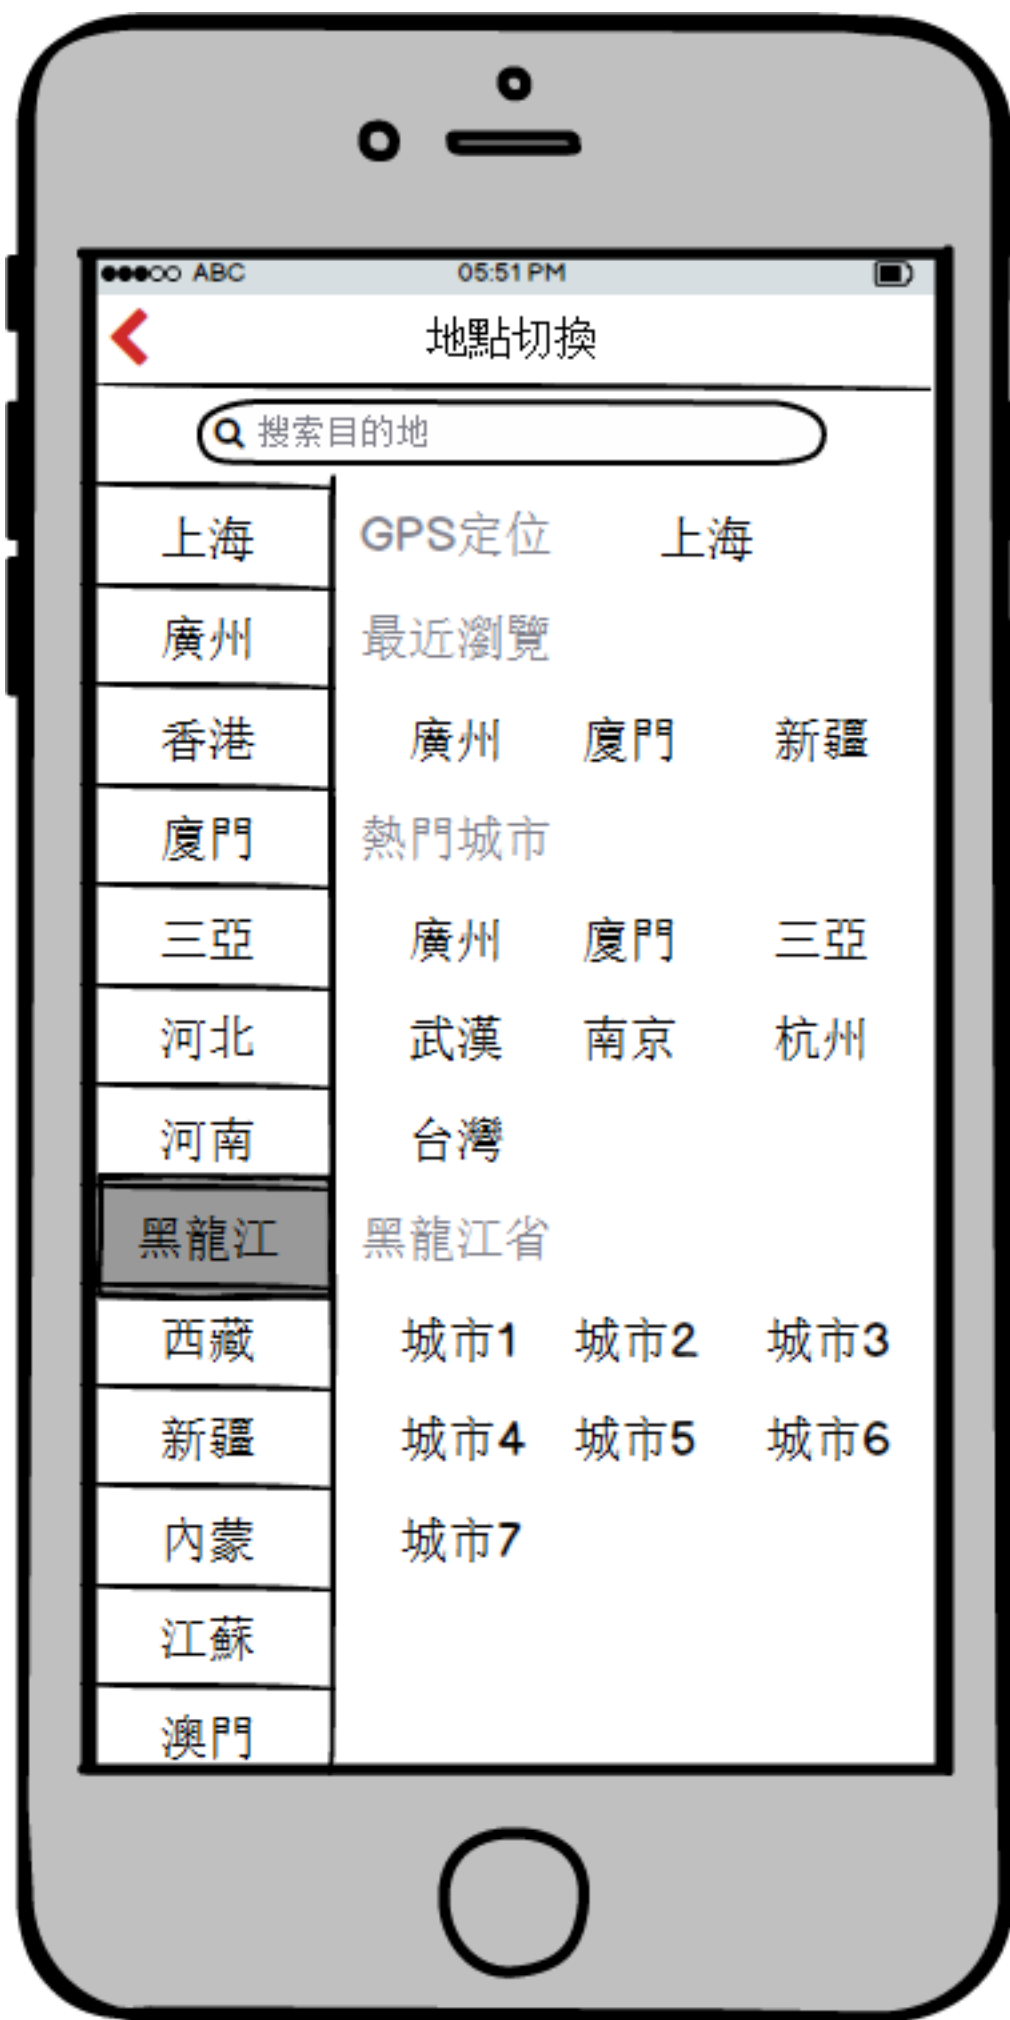 ABC 05:51 PM
地點切換
搜索目的地
上海
廣州
香港
廈門
三亞
河北
河南
黑龍江
西藏
新疆
內蒙
江蘇
澳門
GPS定位 上海
最近瀏覽
廣州 廈門 新疆
熱門城市
廣州 廈門 三亞
武漢 南京 杭州
台灣
黑龍江省
城市1 城市2 城市3
城市4 城市5 城市6
城市7